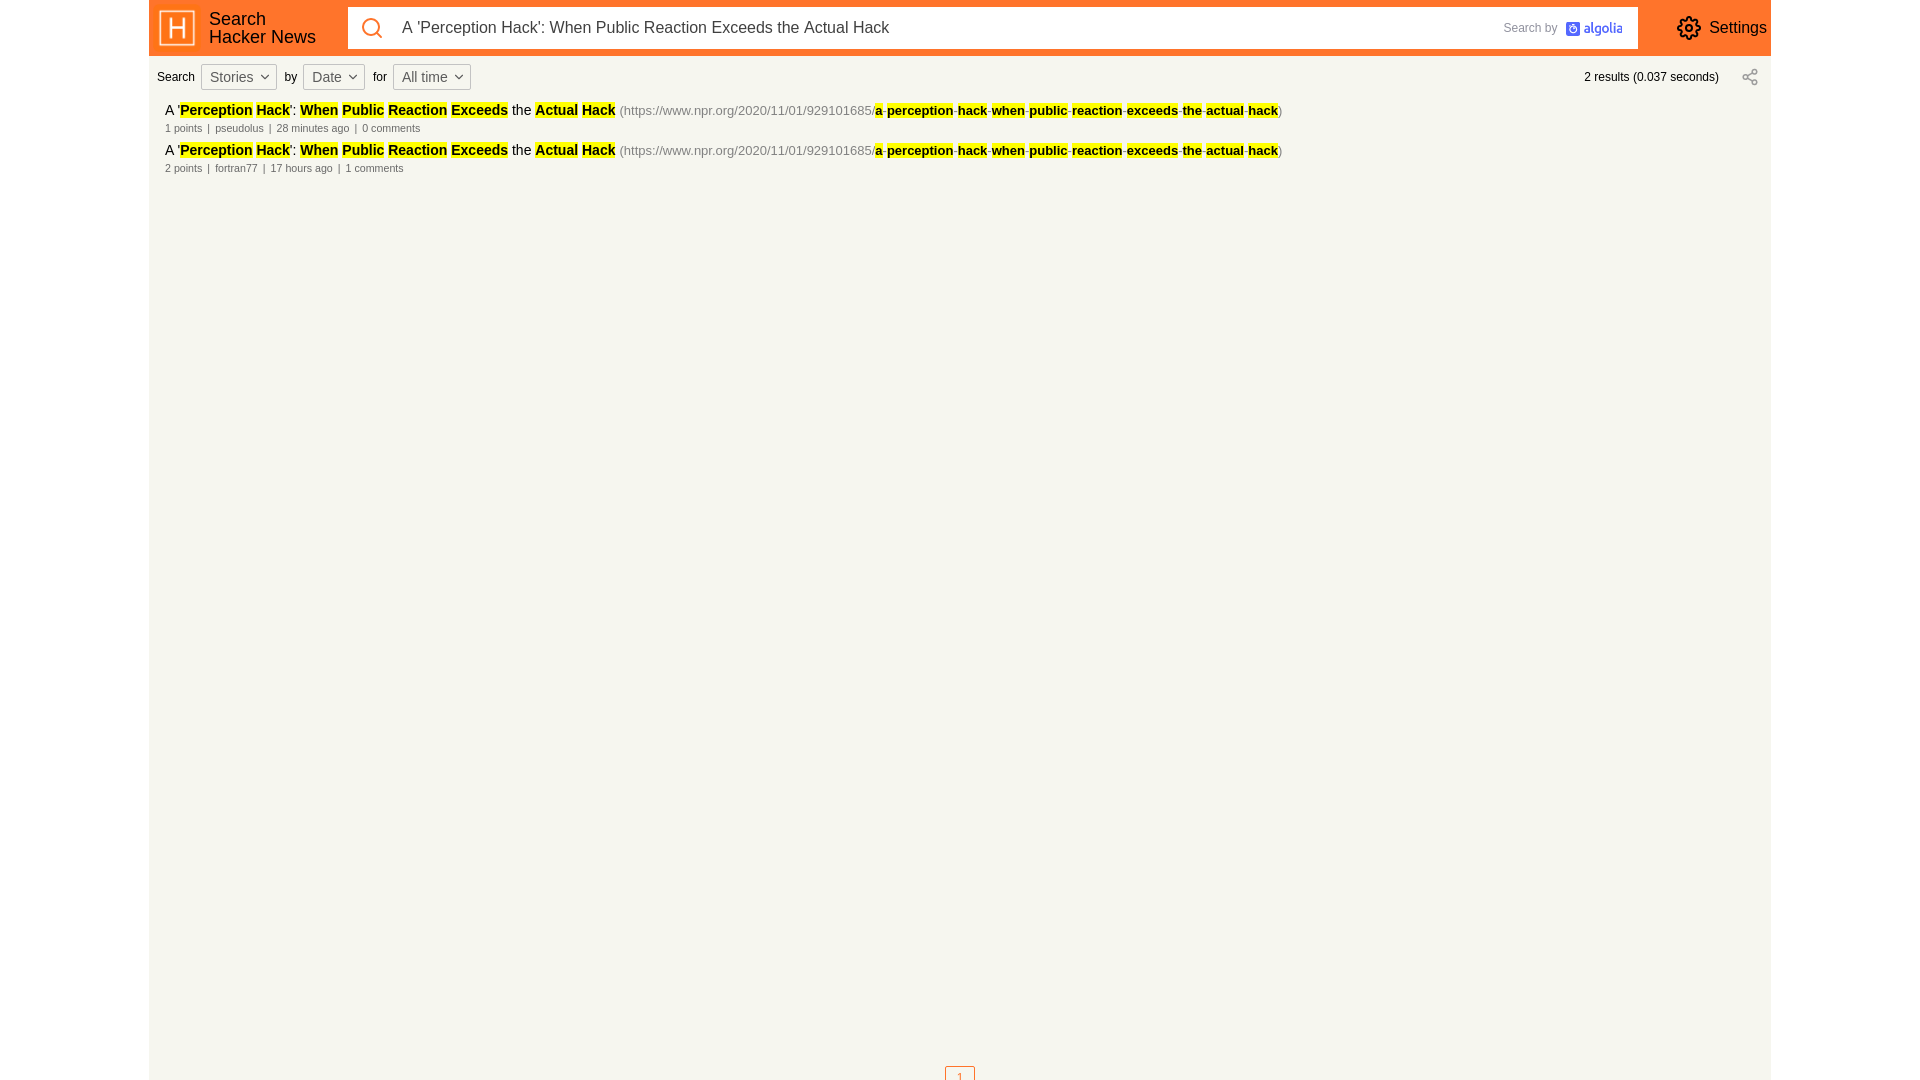 Search
Hacker News
A 'Perception Hack': When Public Reaction Exceeds the Actual Hack
Search by algolia
Settings
Search Stories by Date for All time
2 results (0.037 seconds)
A 'Perception Hack': When Public Reaction Exceeds the Actual Hack (https://www.npr.org/2020/11/01/929101685/a-perception-hack-when-public-reaction-exceeds-the-actual-hack)
1 points | pseudolus | 28 minutes ago | 0 comments
A 'Perception Hack': When Public Reaction Exceeds the Actual Hack (https://www.npr.org/2020/11/01/929101685/a-perception-hack-when-public-reaction-exceeds-the-actual-hack)
2 points | fortran77 | 17 hours ago | 1 comments
1